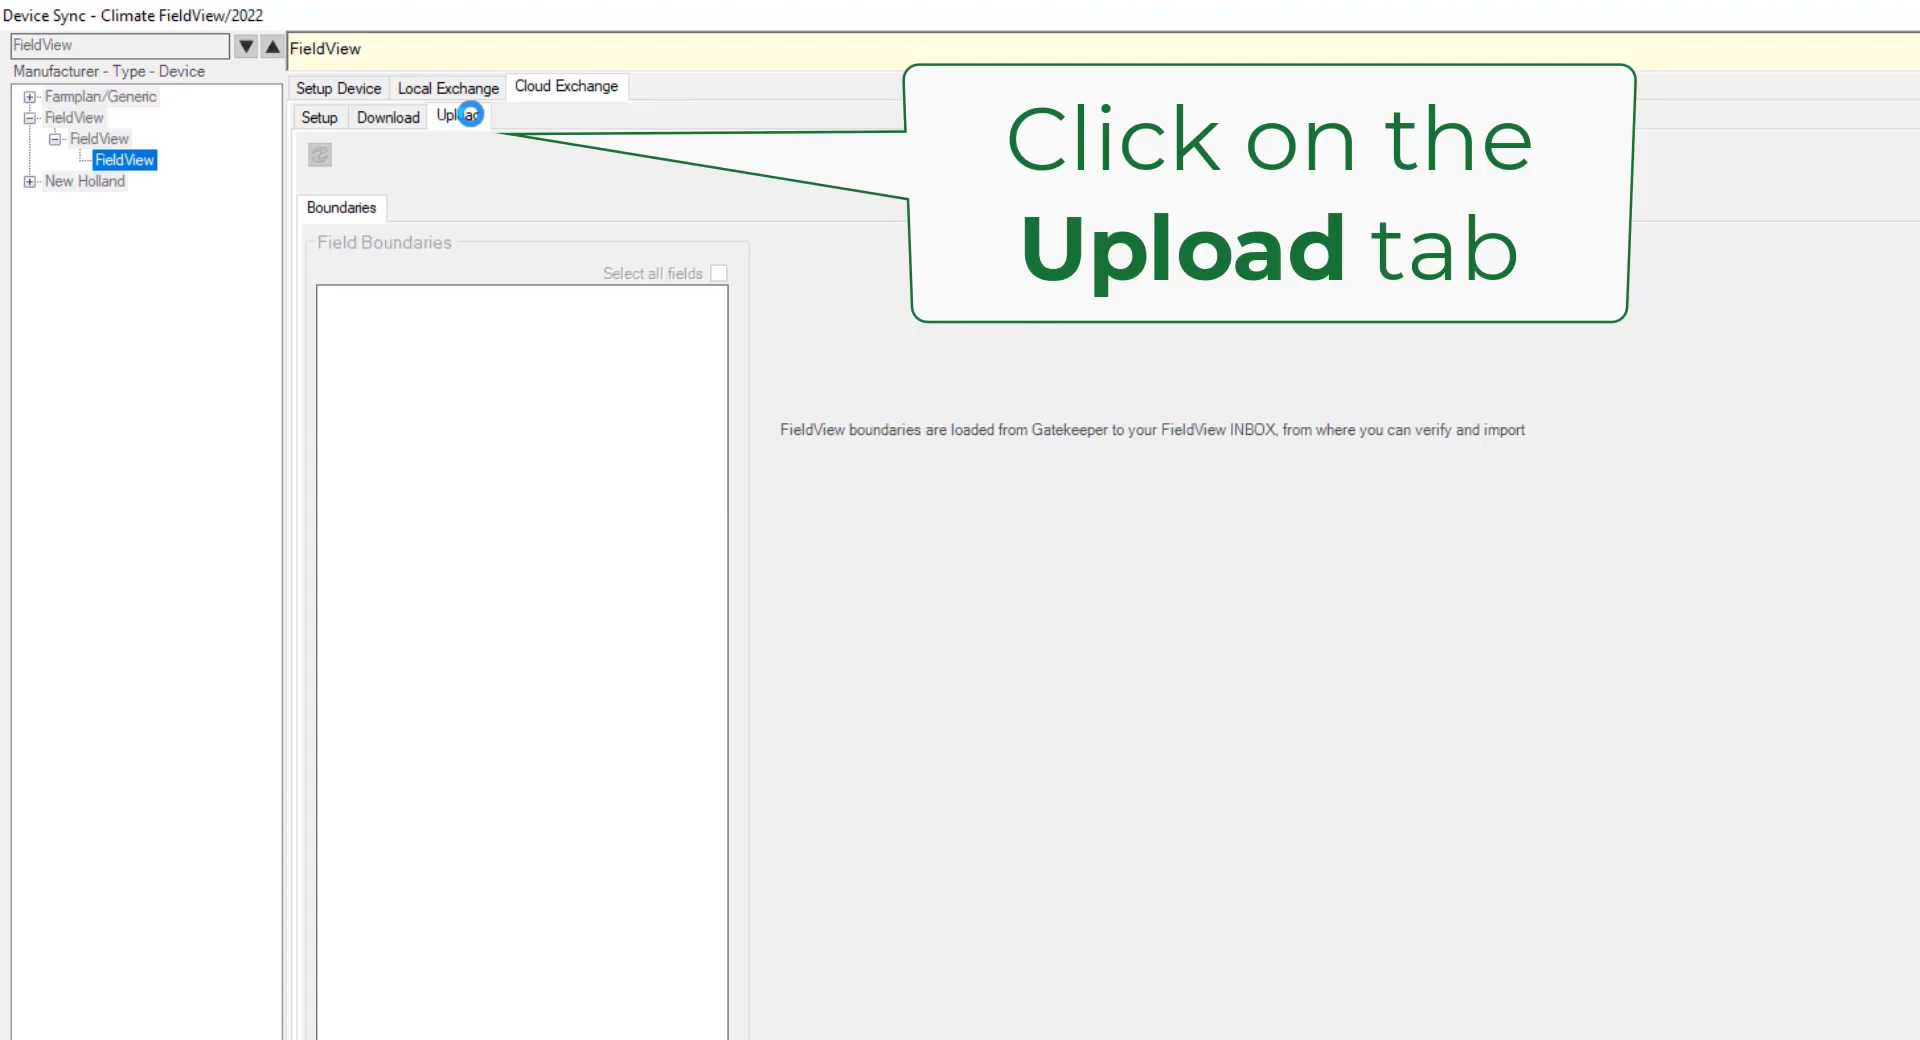 Device Sync - Climate FieldView/2022
FieldView
FieldView
Manufacturer - Type - Device
Setup Device
Local Exchange
Cloud Exchange
Farmplan/Generic
FieldView
FieldView
FieldView
New Holland
Setup
Download
Upload
Click on the
Upload tab
Boundaries
Field Boundaries
Select all fields
FieldView boundaries are loaded from Gatekeeper to your FieldView INBOX, from where you can verify and import